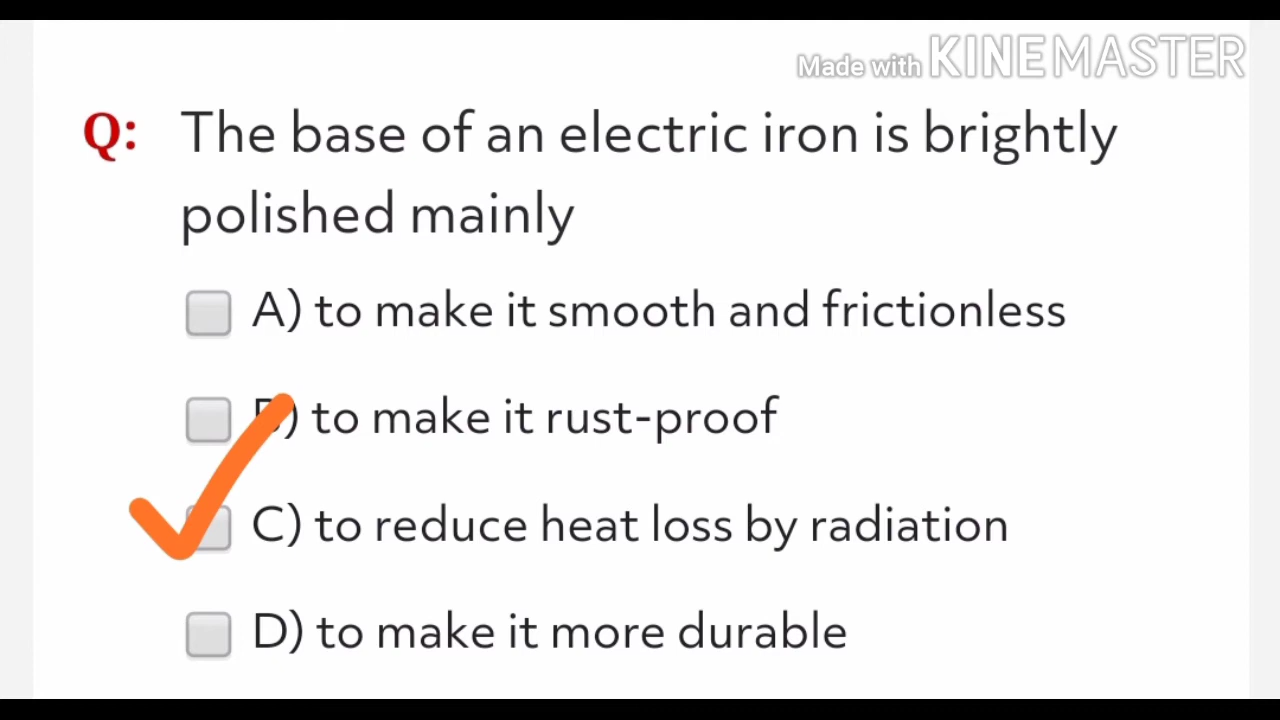 Made with KINEMASTER
Q: The base of an electric iron is brightly
polished mainly
A) to make it smooth and frictionless
B) to make it rust-proof
C) to reduce heat loss by radiation
D) to make it more durable